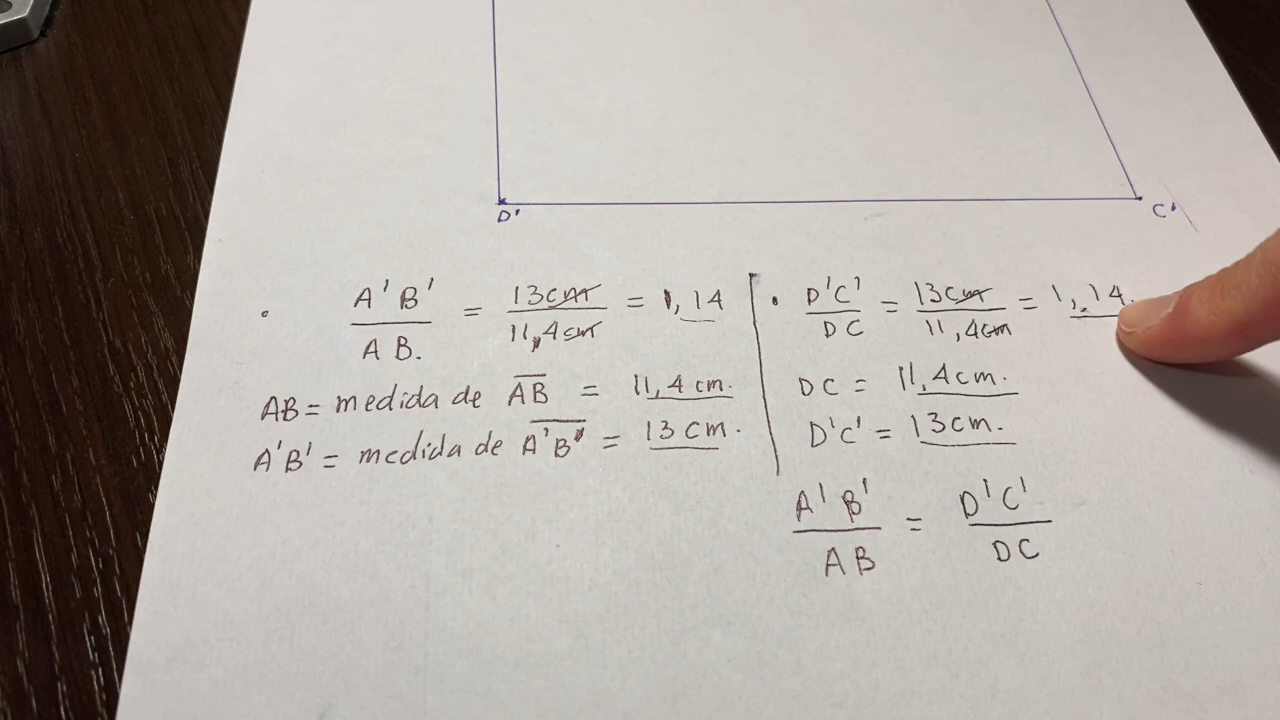 D' C'
• A'B' / AB. = 13cm / 11,4cm = 1,14
AB = medida de AB = 11,4 cm.
A'B' = medida de A'B' = 13 cm.
• D'C' / DC = 13cm / 11,4cm = 1,14.
DC = 11,4cm.
D'C' = 13cm.
A'B' / AB = D'C' / DC